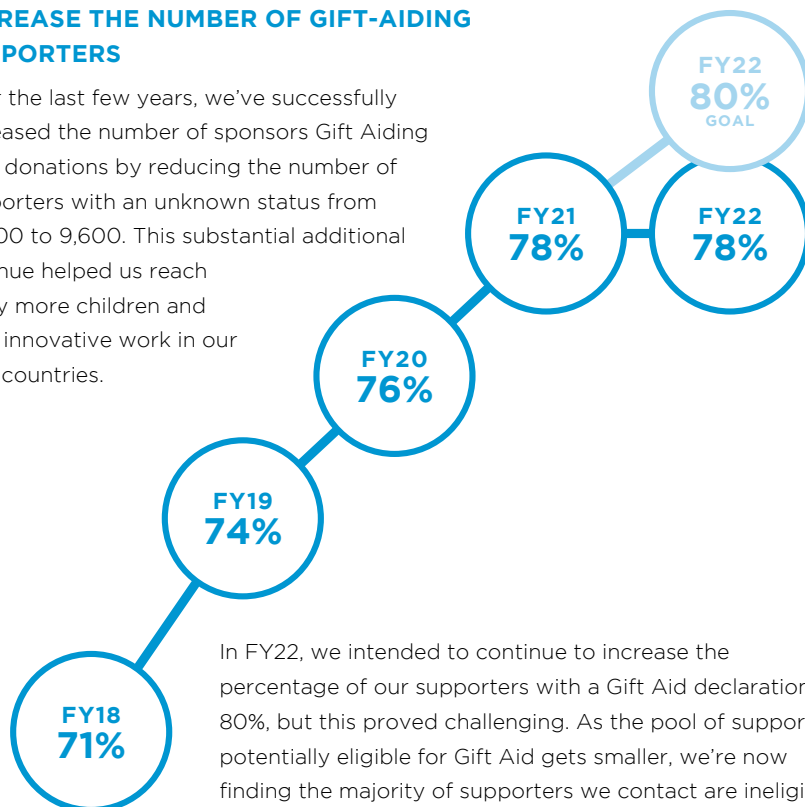 REASE THE NUMBER OF GIFT-AIDING
PORTERS
the last few years, we’ve successfully
eased the number of sponsors Gift Aiding
donations by reducing the number of
porters with an unknown status from
00 to 9,600. This substantial additional
nue helped us reach
y more children and
innovative work in our
countries.
FY22
80%
GOAL
FY21
78%
FY22
78%
FY20
76%
FY19
74%
FY18
71%
In FY22, we intended to continue to increase the
percentage of our supporters with a Gift Aid declaration
80%, but this proved challenging. As the pool of suppor
potentially eligible for Gift Aid gets smaller, we’re now
finding the majority of supporters we contact are ineligi